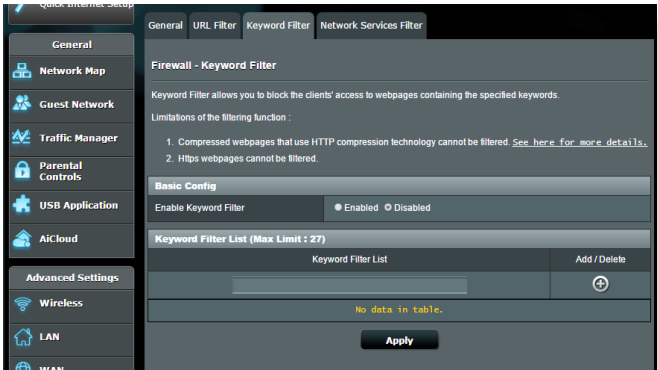 Quick Internet Setup
General
Network Map
Guest Network
Traffic Manager
Parental
Controls
USB Application
AiCloud
Advanced Settings
Wireless
LAN
WAN
General URL Filter Keyword Filter Network Services Filter
Firewall - Keyword Filter
Keyword Filter allows you to block the clients' access to webpages containing the specified keywords.
Limitations of the filtering function :
1. Compressed webpages that use HTTP compression technology cannot be filtered. See here for more details.
2. Https webpages cannot be filtered.
Basic Config
Enable Keyword Filter Enabled Disabled
Keyword Filter List (Max Limit : 27)
Keyword Filter List Add / Delete
No data in table.
Apply